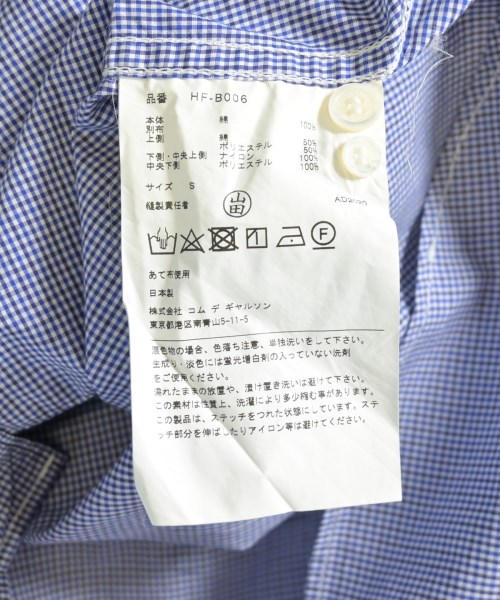 品番 HF-B006
本体 綿 100%
別布
上側 綿 50%
ポリエステル 50%
下側・中央上側 ナイロン 100%
中央下側 ポリエステル 100%
サイズ S
縫製責任者 山田
F
あて布使用
日本製
株式会社 コム デ ギャルソン
東京都港区南青山5-11-5
濃色物の場合、色落ち注意、単独洗いをして下さい。
生成り・淡色には蛍光増白剤の入っていない洗剤
をご使用ください。
濡れたままの放置や、漬け置き洗いは避けて下さい。
この素材は性質上、洗濯により多少縮む事が有ります。
この製品は、ステッチをつれた状態にしています。ステ
ッチ部分を伸ばしたりアイロン等は避けてください。